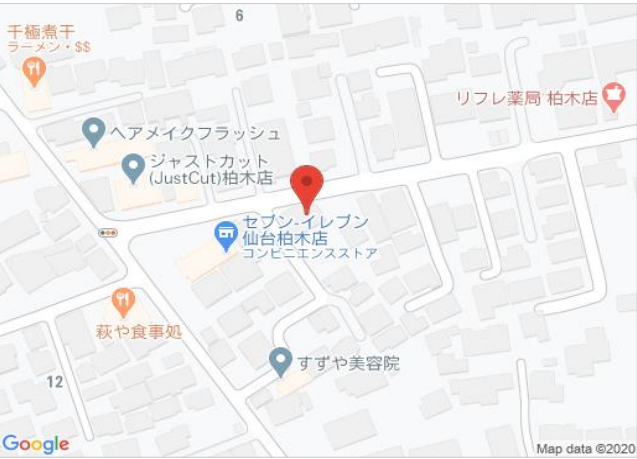 6
千極煮干
ラーメン・$$
リフレ薬局 柏木店
ヘアメイクフラッシュ
ジャストカット
(JustCut)柏木店
セブン-イレブン
仙台柏木店
コンビニエンスストア
萩や食事処
すずや美容院
12
Google
Map data ©2020